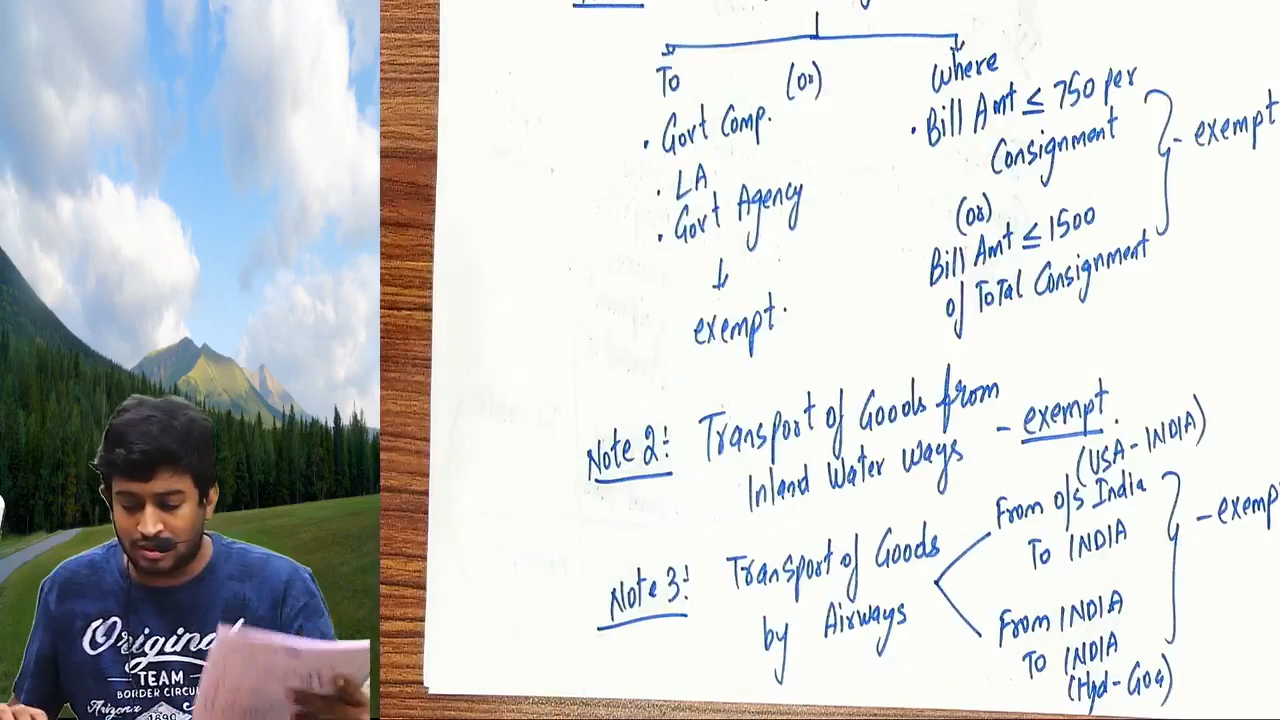 To
(or)
Where
• Govt Comp.
• LA
• Govt Agency
↓
exempt.
• Bill Amt ≤ 750 per
Consignment
(or)
Bill Amt ≤ 1500
of Total Consignment
- exempt
Note 2: Transport of Goods from
Inland Water ways - exempt.
Note 3: Transport of Goods
by Airways
(USA - INDIA)
From o/s India
To INDIA
From INDIA
To INDIA
(Hyd - Goa)
Original
TEAM
BORDER CIRCU